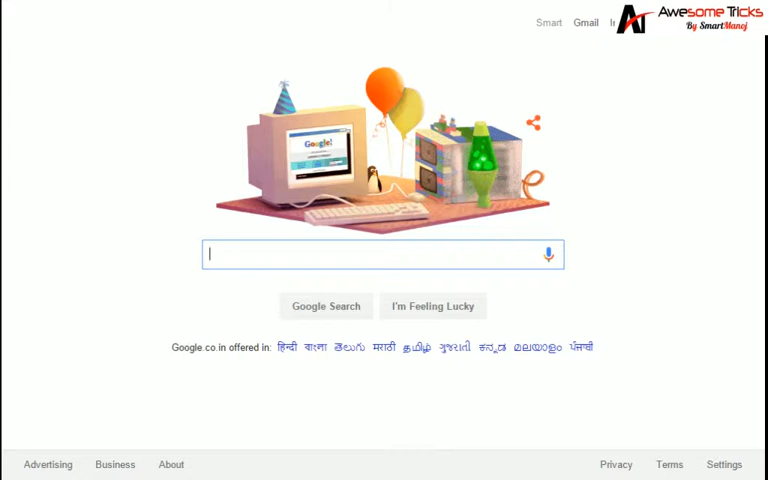 Smart Gmail
Awesome Tricks
By SmartManoj
Google!
Google Search I'm Feeling Lucky
Google.co.in offered in: हिन्दी বাংলা తెలుగు मराठी தமிழ் ગુજરાતી ಕನ್ನಡ മലയാളം ਪੰਜਾਬੀ
Advertising Business About Privacy Terms Settings